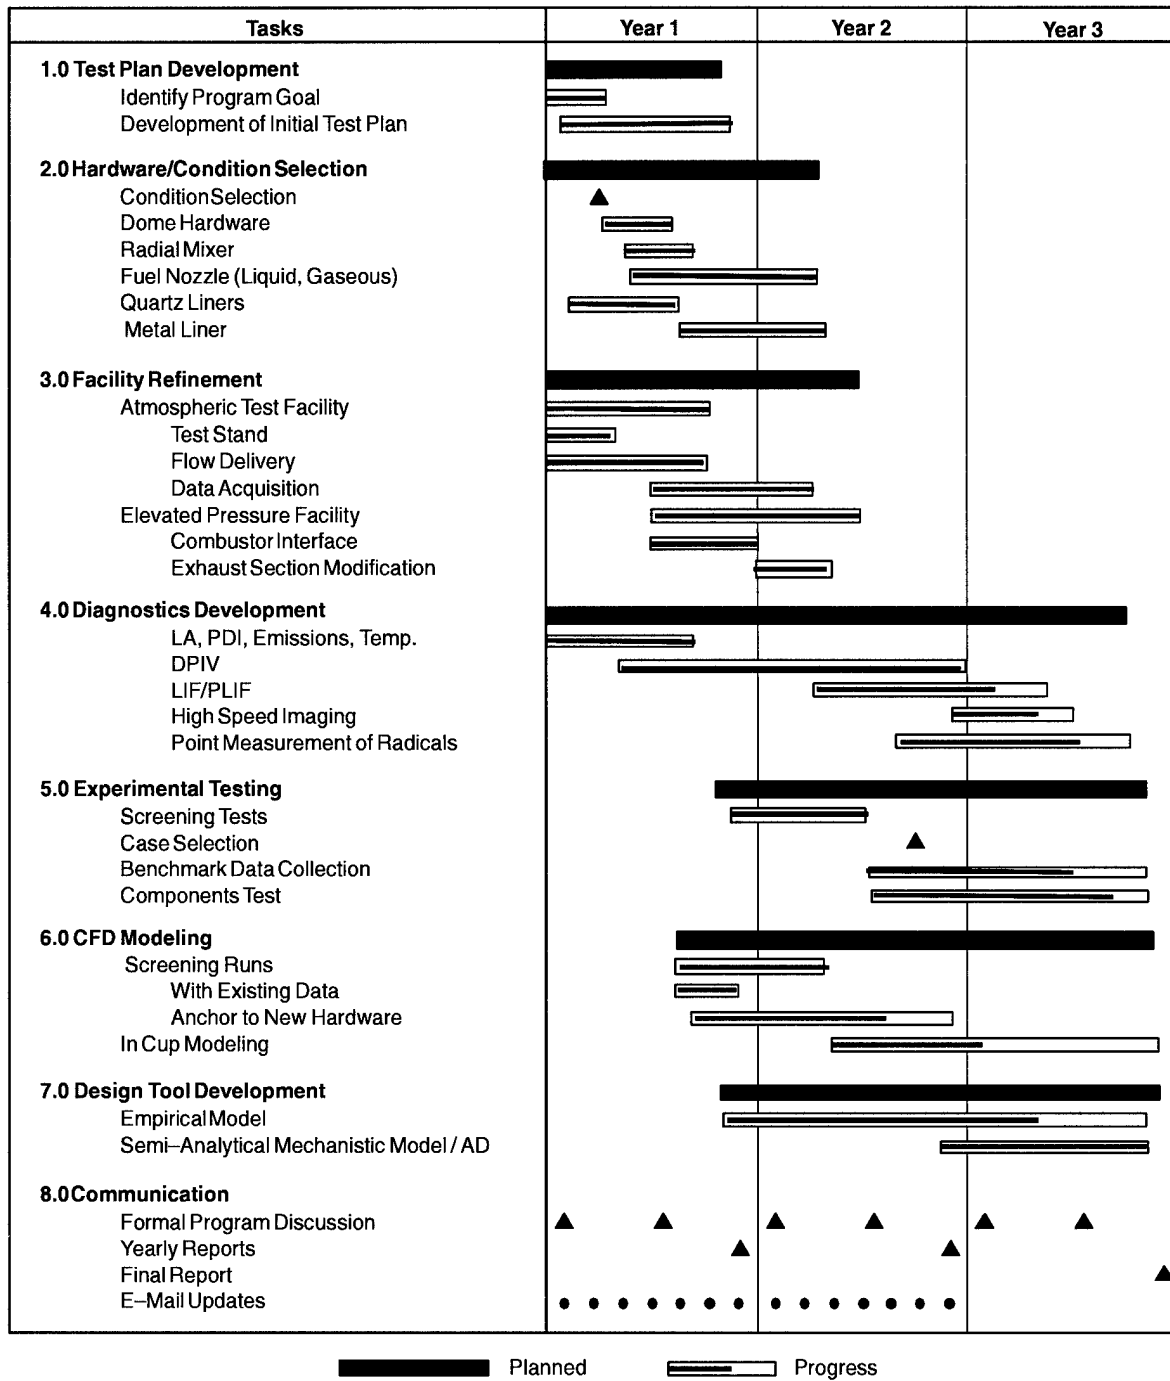 Tasks Year 1 Year 2 Year 3
1.0 Test Plan Development
Identify Program Goal
Development of Initial Test Plan
2.0 Hardware/Condition Selection
Condition Selection
Dome Hardware
Radial Mixer
Fuel Nozzle (Liquid, Gaseous)
Quartz Liners
Metal Liner
3.0 Facility Refinement
Atmospheric Test Facility
Test Stand
Flow Delivery
Data Acquisition
Elevated Pressure Facility
Combustor Interface
Exhaust Section Modification
4.0 Diagnostics Development
LA, PDI, Emissions, Temp.
DPIV
LIF/PLIF
High Speed Imaging
Point Measurement of Radicals
5.0 Experimental Testing
Screening Tests
Case Selection
Benchmark Data Collection
Components Test
6.0 CFD Modeling
Screening Runs
With Existing Data
Anchor to New Hardware
In Cup Modeling
7.0 Design Tool Development
Empirical Model
Semi–Analytical Mechanistic Model / AD
8.0 Communication
Formal Program Discussion
Yearly Reports
Final Report
E–Mail Updates
Planned Progress